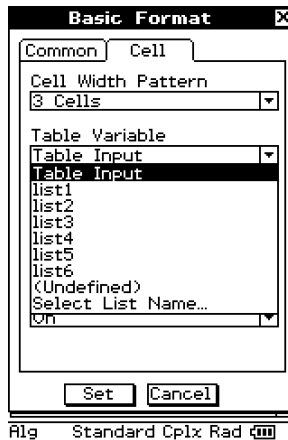 Basic Format
Common Cell
Cell Width Pattern
3 Cells
Table Variable
Table Input
Table Input
list1
list2
list3
list4
list5
list6
(Undefined)
Select List Name...
On
Set Cancel
Alg Standard Cplx Rad